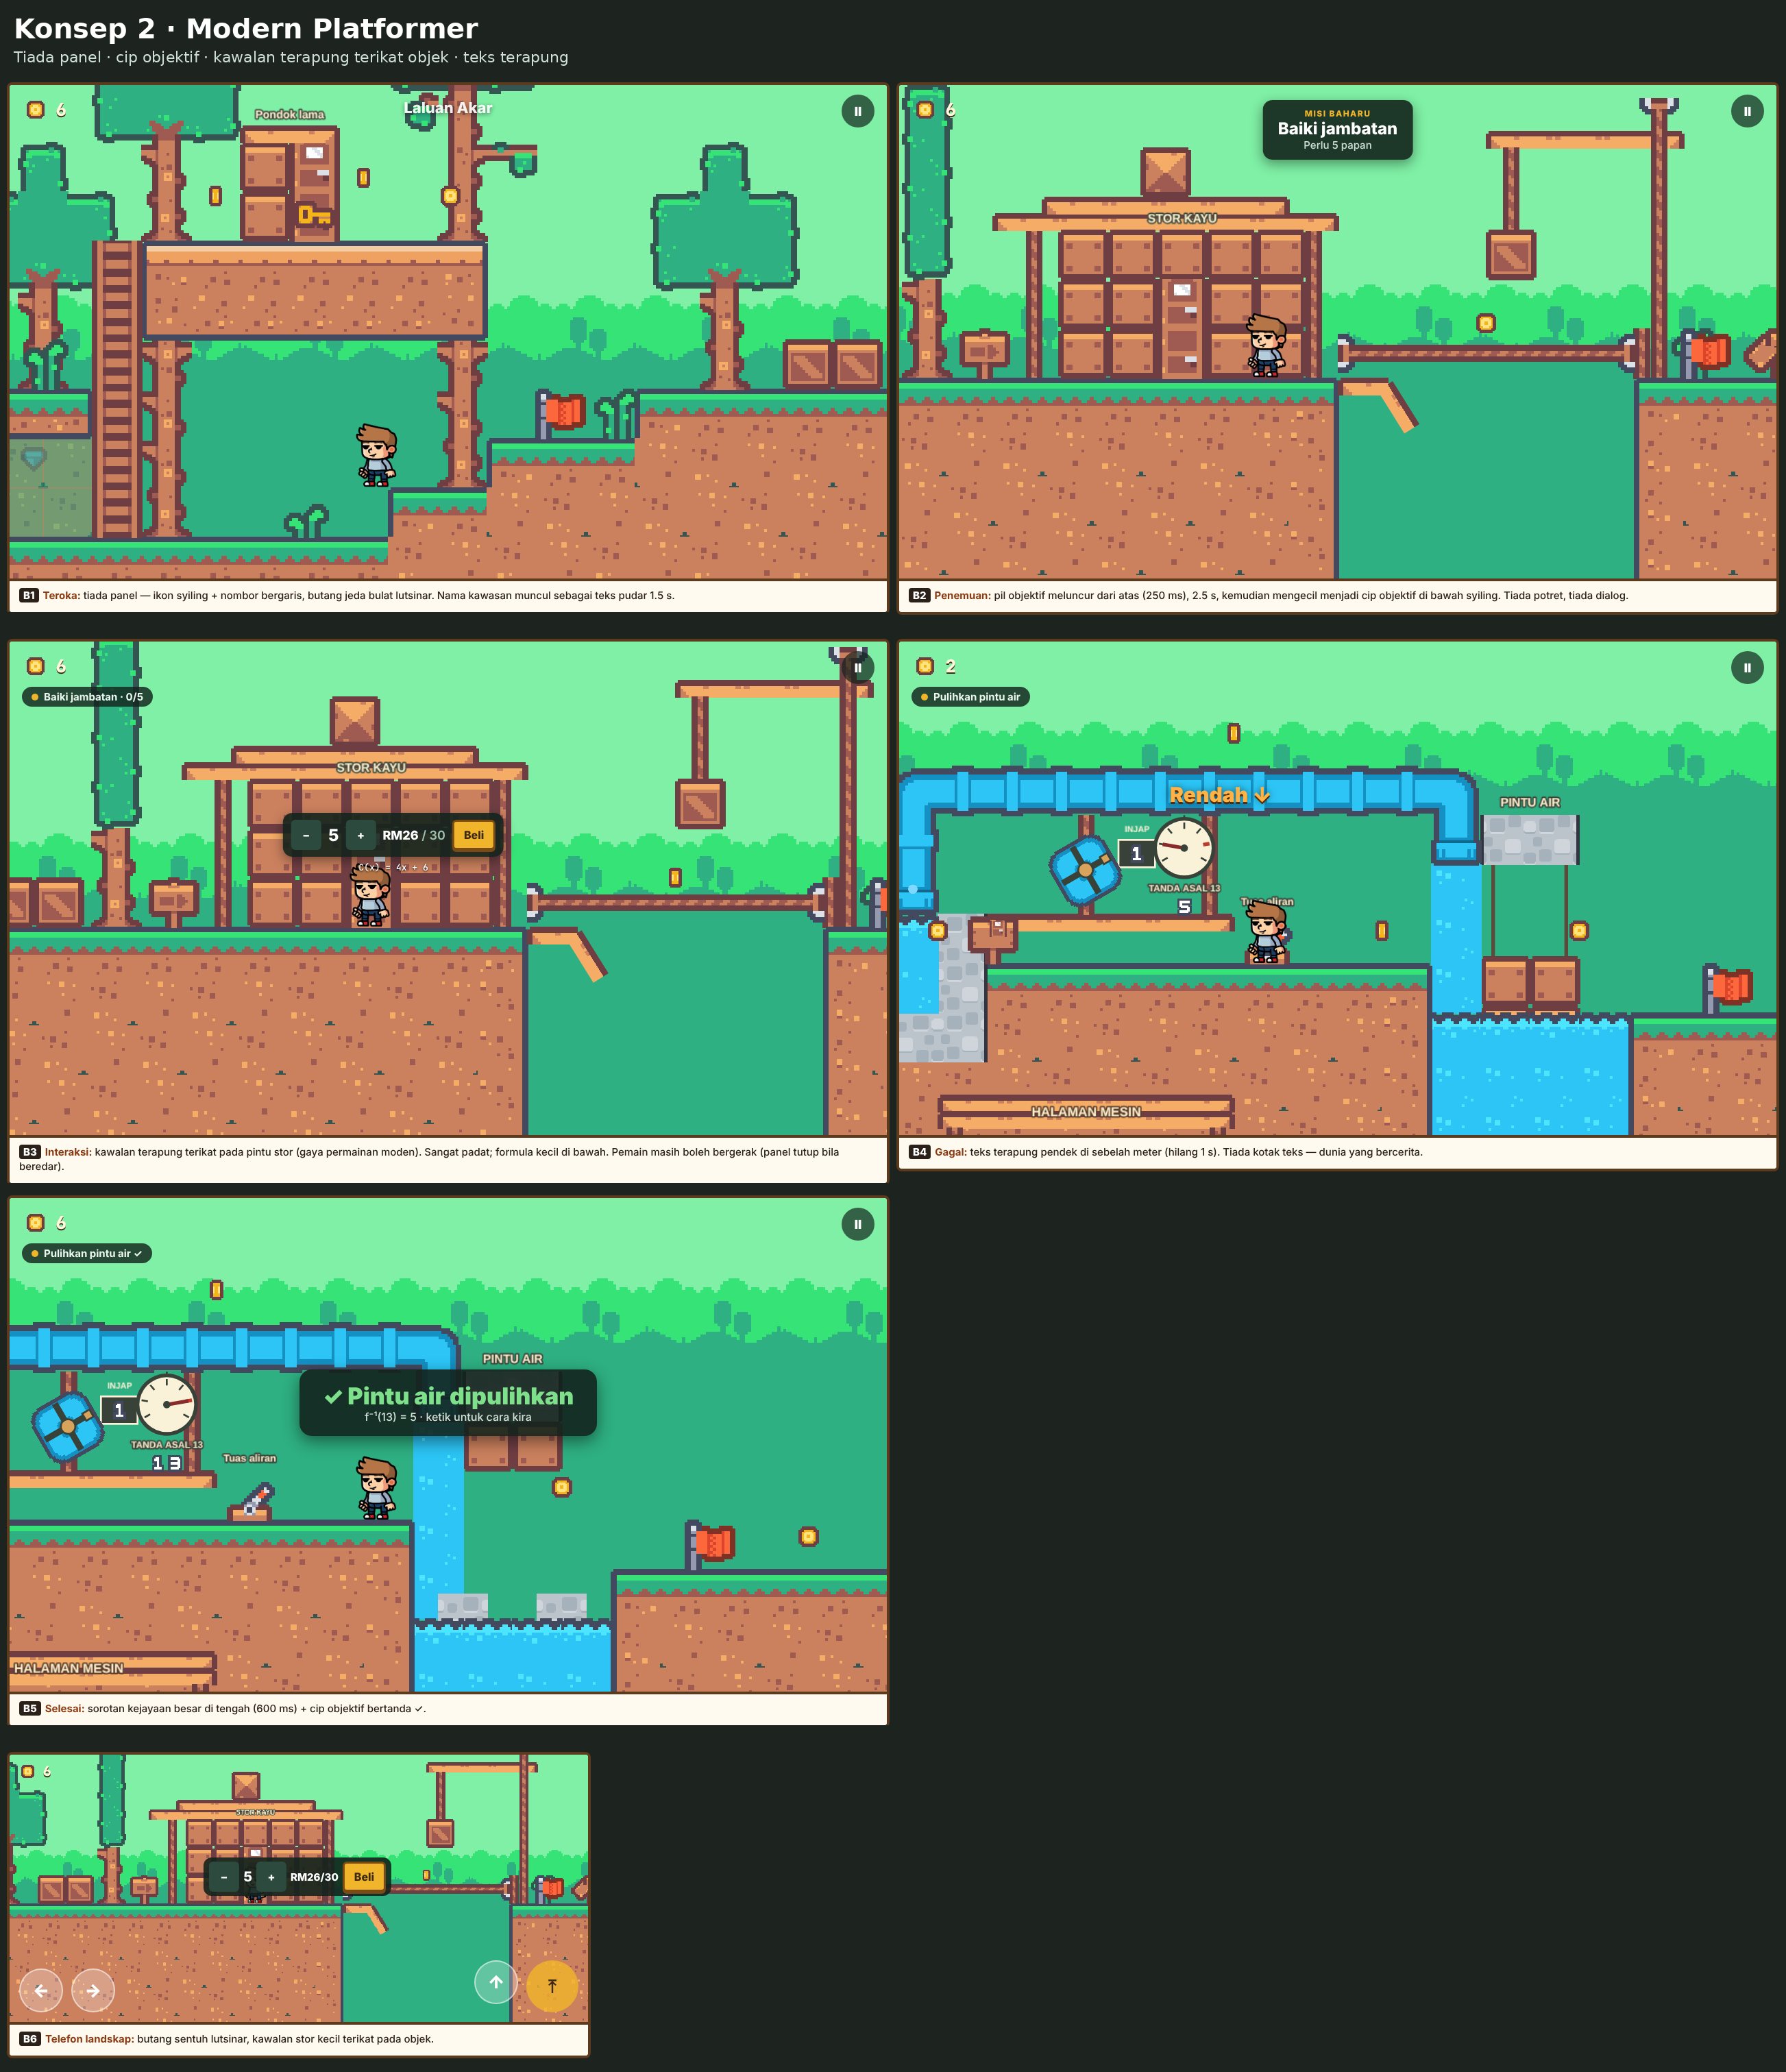 Konsep 2 · Modern Platformer
Tiada panel · cip objektif · kawalan terapung terikat objek · teks terapung
6
Pondok lama
Laluan Akar
B1 Teroka: tiada panel — ikon syiling + nombor bergaris, butang jeda bulat lutsinar. Nama kawasan muncul sebagai teks pudar 1.5 s.
6
MISI BAHARU
Baiki jambatan
Perlu 5 papan
STOR KAYU
B2 Penemuan: pil objektif meluncur dari atas (250 ms), 2.5 s, kemudian mengecil menjadi cip objektif di bawah syiling. Tiada potret, tiada dialog.
6
Baiki jambatan · 0/5
STOR KAYU
− 5 + RM26 / 30 Beli
= 4x + 6
B3 Interaksi: kawalan terapung terikat pada pintu stor (gaya permainan moden). Sangat padat; formula kecil di bawah. Pemain masih boleh bergerak (panel tutup bila
beredar).
2
Pulihkan pintu air
Rendah ↓
PINTU AIR
INJAP
1
TANDA ASAL 13
5
aliran
HALAMAN MESIN
B4 Gagal: teks terapung pendek di sebelah meter (hilang 1 s). Tiada kotak teks — dunia yang bercerita.
6
Pulihkan pintu air ✓
PINTU AIR
INJAP
1
✓ Pintu air dipulihkan
f⁻¹(13) = 5 · ketik untuk cara kira
TANDA ASAL 13
13
Tuas aliran
HALAMAN MESIN
B5 Selesai: sorotan kejayaan besar di tengah (600 ms) + cip objektif bertanda ✓.
6
STOR KAYU
− 5 + RM26/30 Beli
B6 Telefon landskap: butang sentuh lutsinar, kawalan stor kecil terikat pada objek.